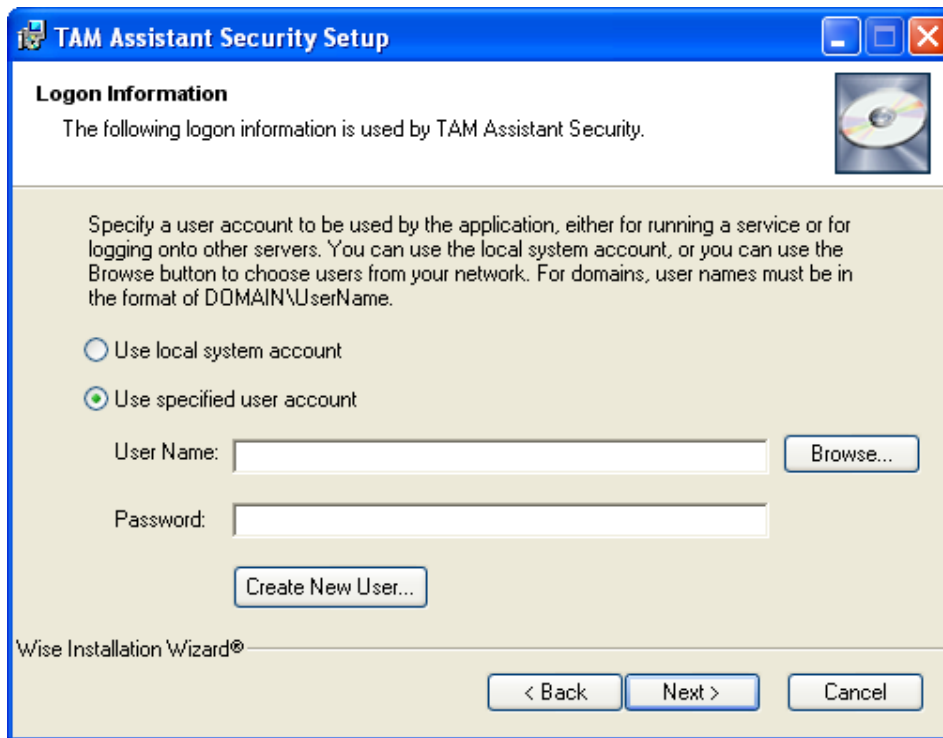 TAM Assistant Security Setup
Logon Information
The following logon information is used by TAM Assistant Security.
Specify a user account to be used by the application, either for running a service or for
logging onto other servers. You can use the local system account, or you can use the
Browse button to choose users from your network. For domains, user names must be in
the format of DOMAIN\UserName.
Use local system account
Use specified user account
User Name:
Browse...
Password:
Create New User...
Wise Installation Wizard®
< Back
Next >
Cancel